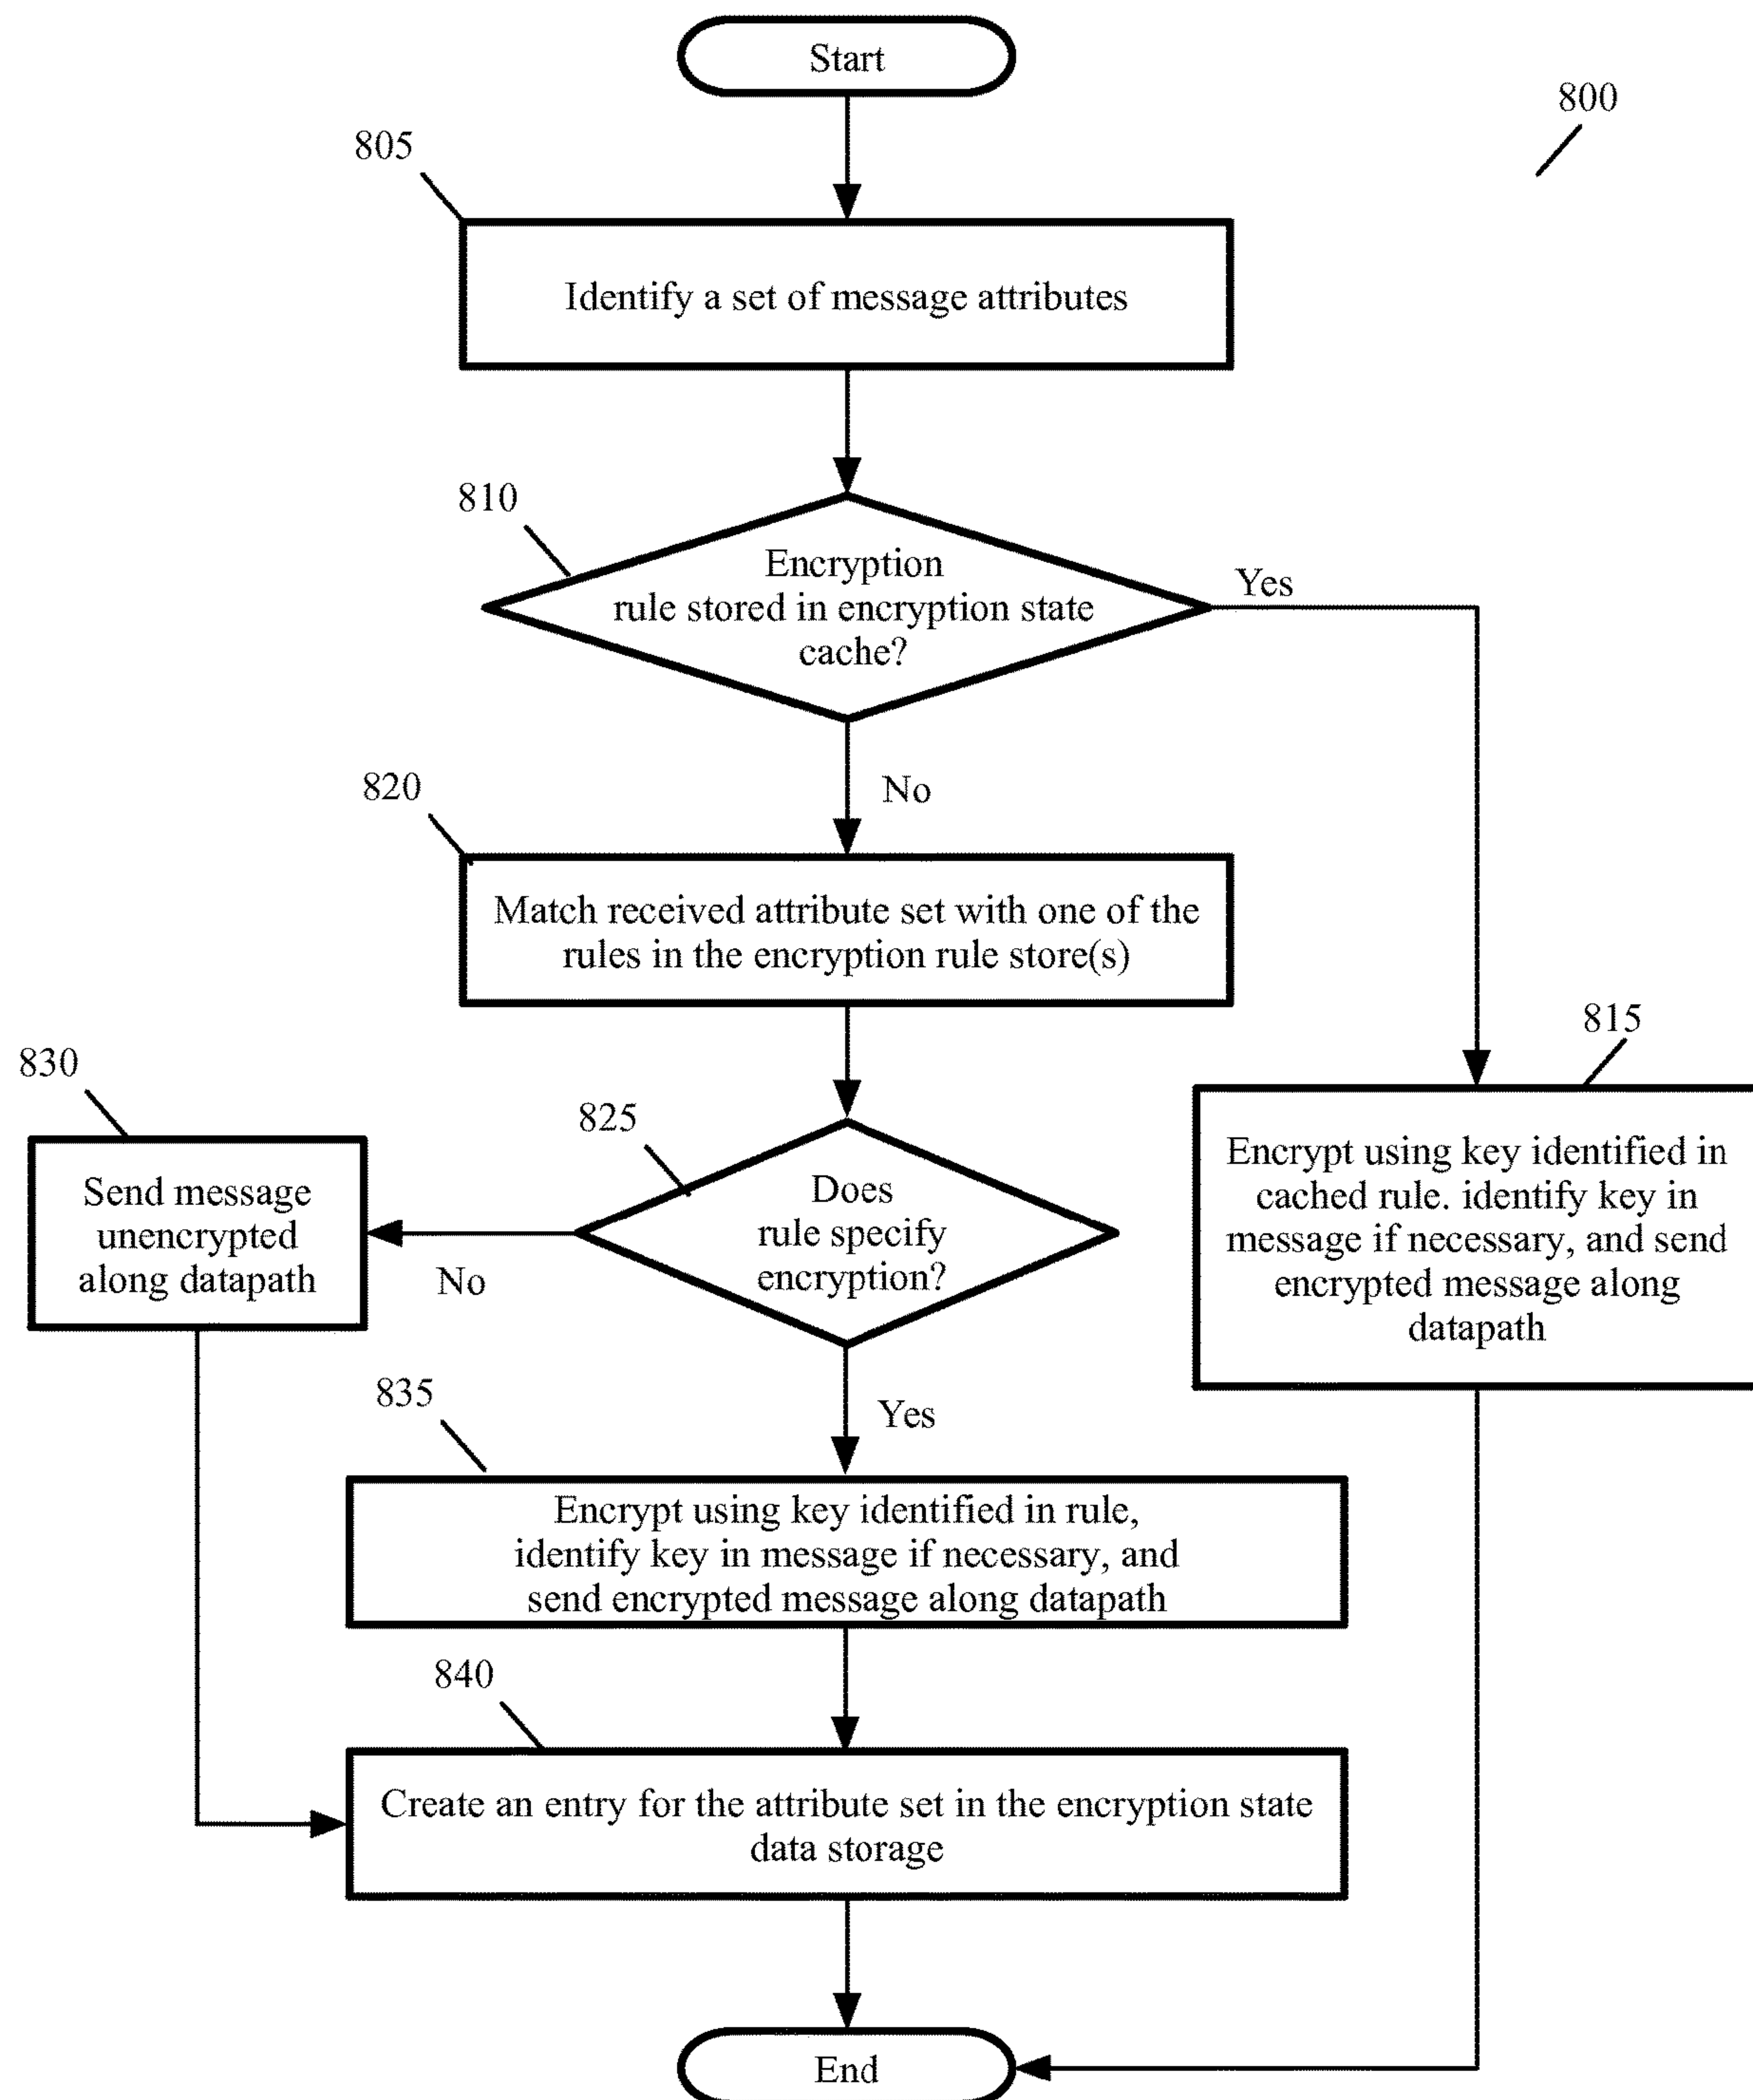 Start
800
805
Identify a set of message attributes
810
Encryption
rule stored in encryption state
cache?
Yes
No
820
Match received attribute set with one of the
rules in the encryption rule store(s)
815
Encrypt using key identified in
cached rule. identify key in
message if necessary, and send
encrypted message along
datapath
830
Send message
unencrypted
along datapath
825
Does
rule specify
encryption?
No
Yes
835
Encrypt using key identified in rule,
identify key in message if necessary, and
send encrypted message along datapath
840
Create an entry for the attribute set in the encryption state
data storage
End